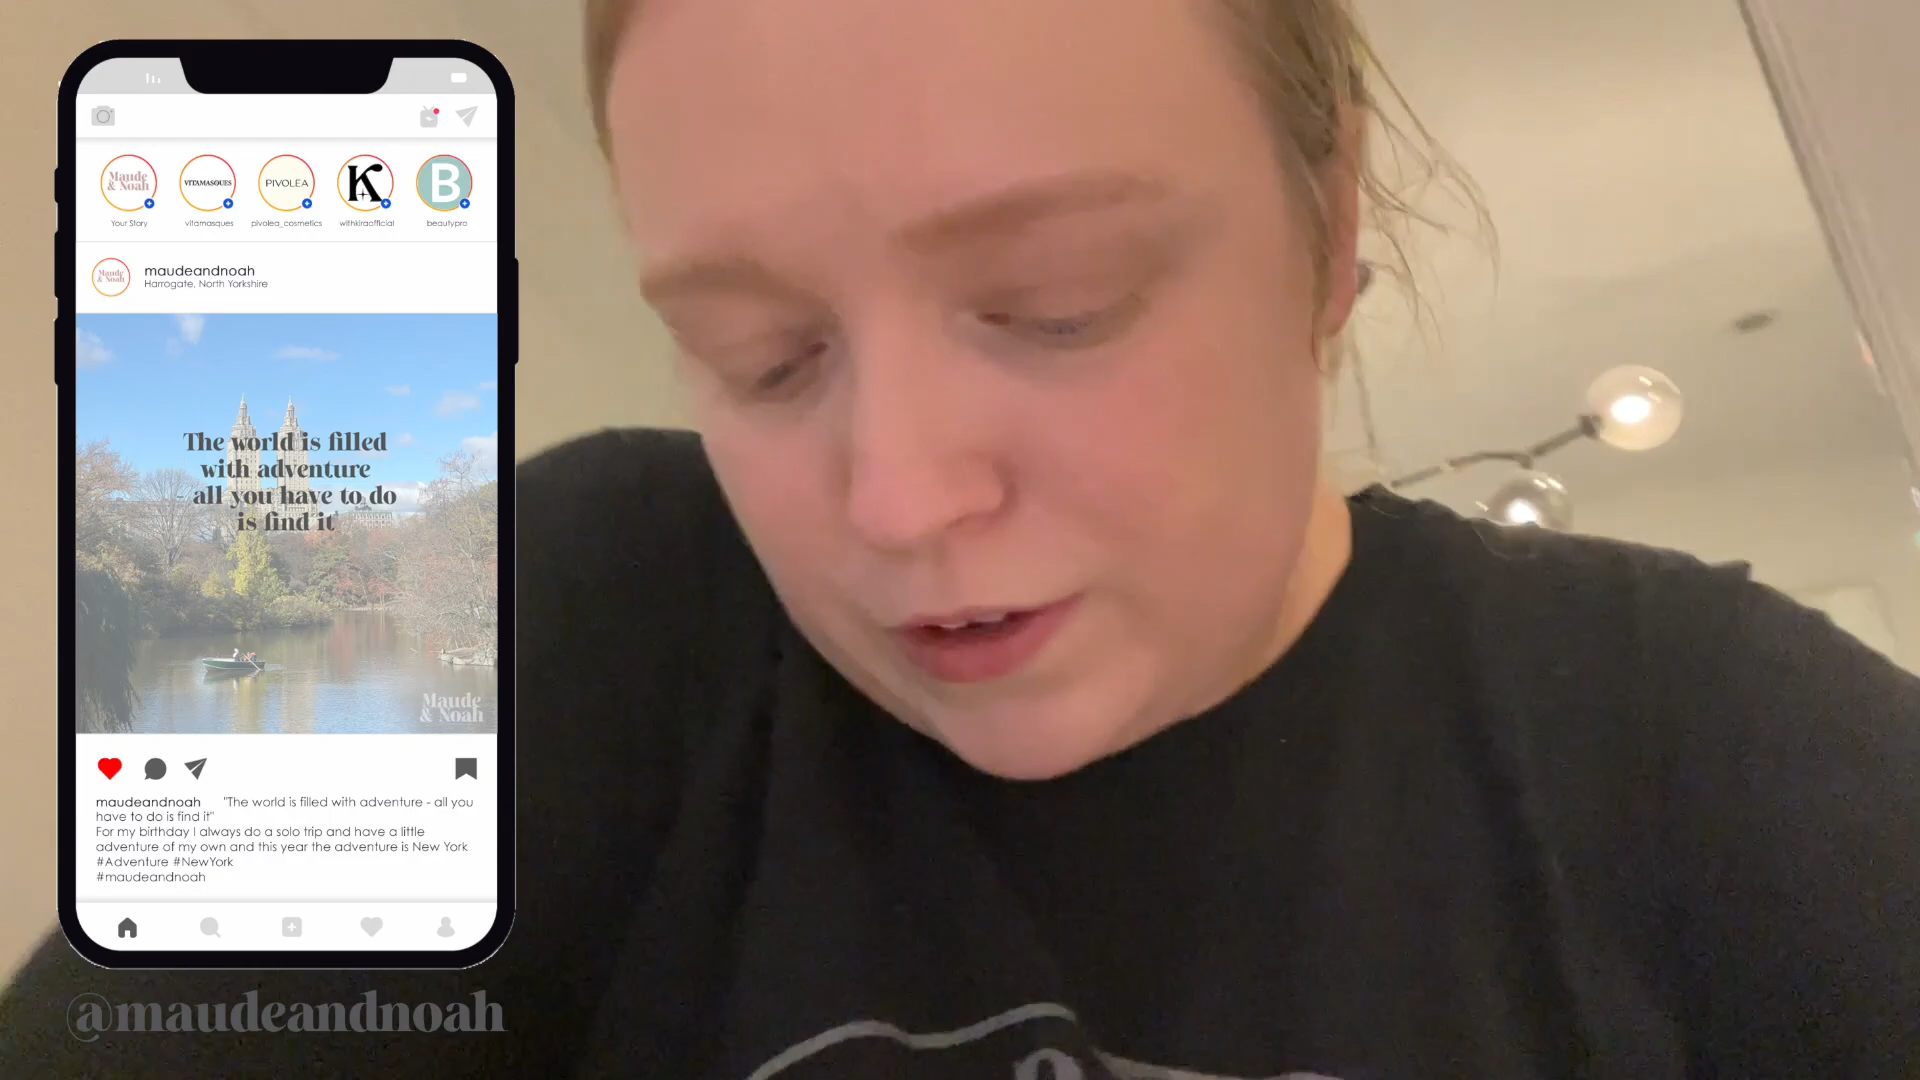 Maude
& Noah
VITAMASQUES
PIVOLEA
K
B
Your Story
vitamasques
pivolea_cosmetics
withkiraofficial
beautypro
Maude
& Noah
maudeandnoah
Harrogate, North Yorkshire
The world is filled
with adventure
all you have to do
is find it
Maude
& Noah
maudeandnoah "The world is filled with adventure - all you
have to do is find it"
For my birthday I always do a solo trip and have a little
adventure of my own and this year the adventure is New York
#Adventure #NewYork
#maudeandnoah
@maudeandnoah